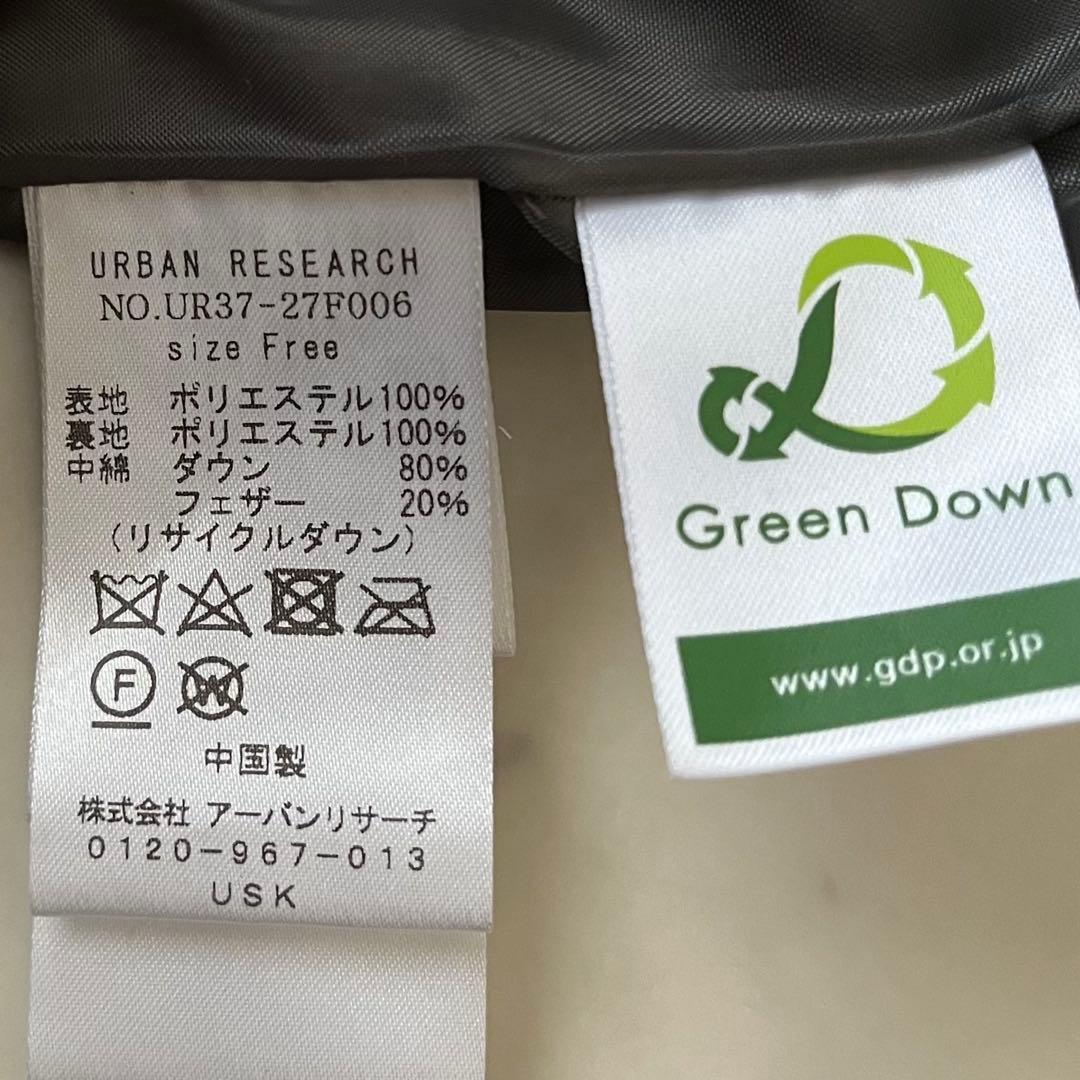 URBAN RESEARCH
NO.UR37-27F006
size Free
表地 ポリエステル100%
裏地 ポリエステル100%
中綿 ダウン 80%
フェザー 20%
(リサイクルダウン)
F W
中国製
株式会社 アーバンリサーチ
0120-967-013
USK
Green Down
www.gdp.or.jp